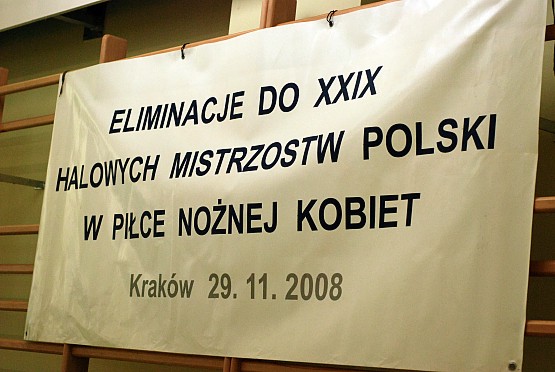 ELIMINACJE DO XXIX
HALOWYCH MISTRZOSTW POLSKI
W PIŁCE NOŻNEJ KOBIET
Kraków 29. 11. 2008